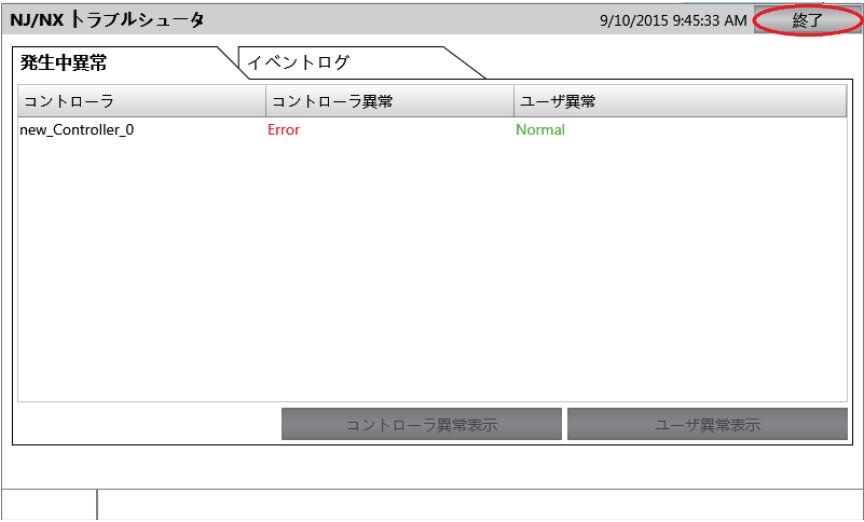 NJ/NX トラブルシュータ 9/10/2015 9:45:33 AM 終了
発生中異常 イベントログ
コントローラ コントローラ異常 ユーザ異常
new_Controller_0 Error Normal
コントローラ異常表示 ユーザ異常表示